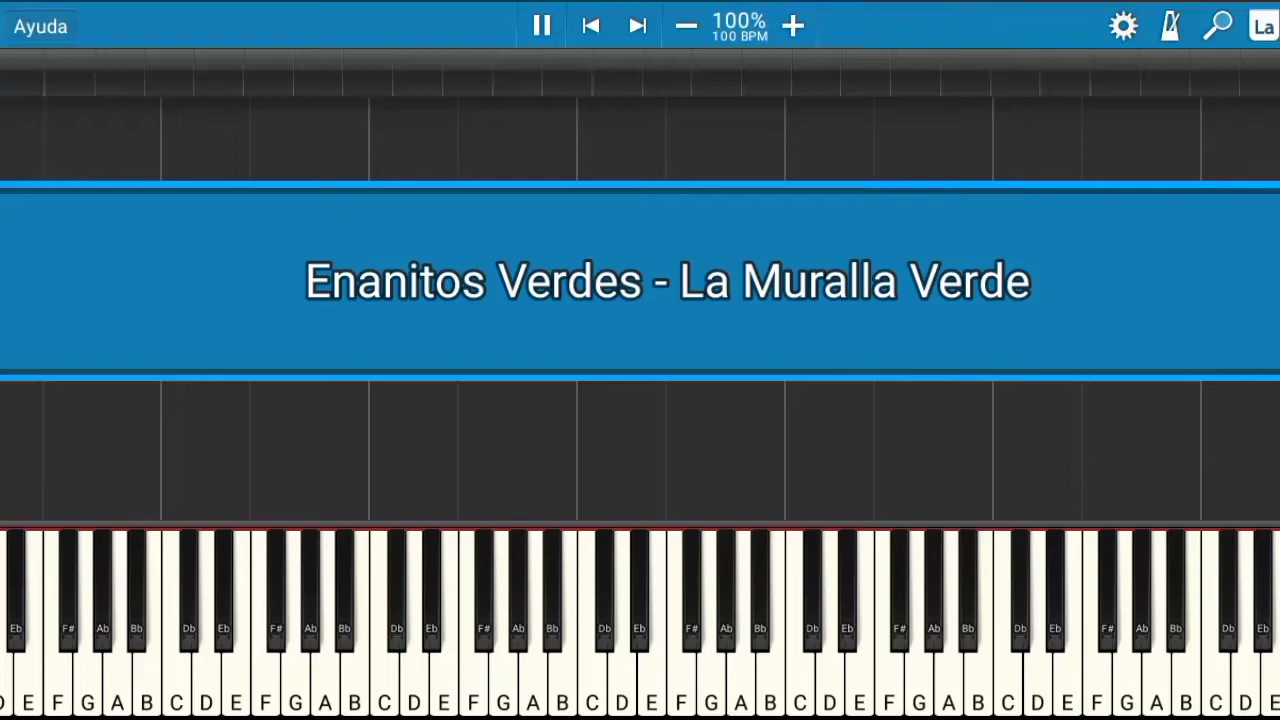 Ayuda
100%
100 BPM
La
Enanitos Verdes - La Muralla Verde
Eb F# Ab Bb Db Eb F# Ab Bb Db Eb F# Ab Bb Db Eb F# Ab Bb Db Eb F# Ab Bb Db Eb F# Ab Bb Db Eb
D E F G A B C D E F G A B C D E F G A B C D E F G A B C D E F G A B C D E F G A B C D E